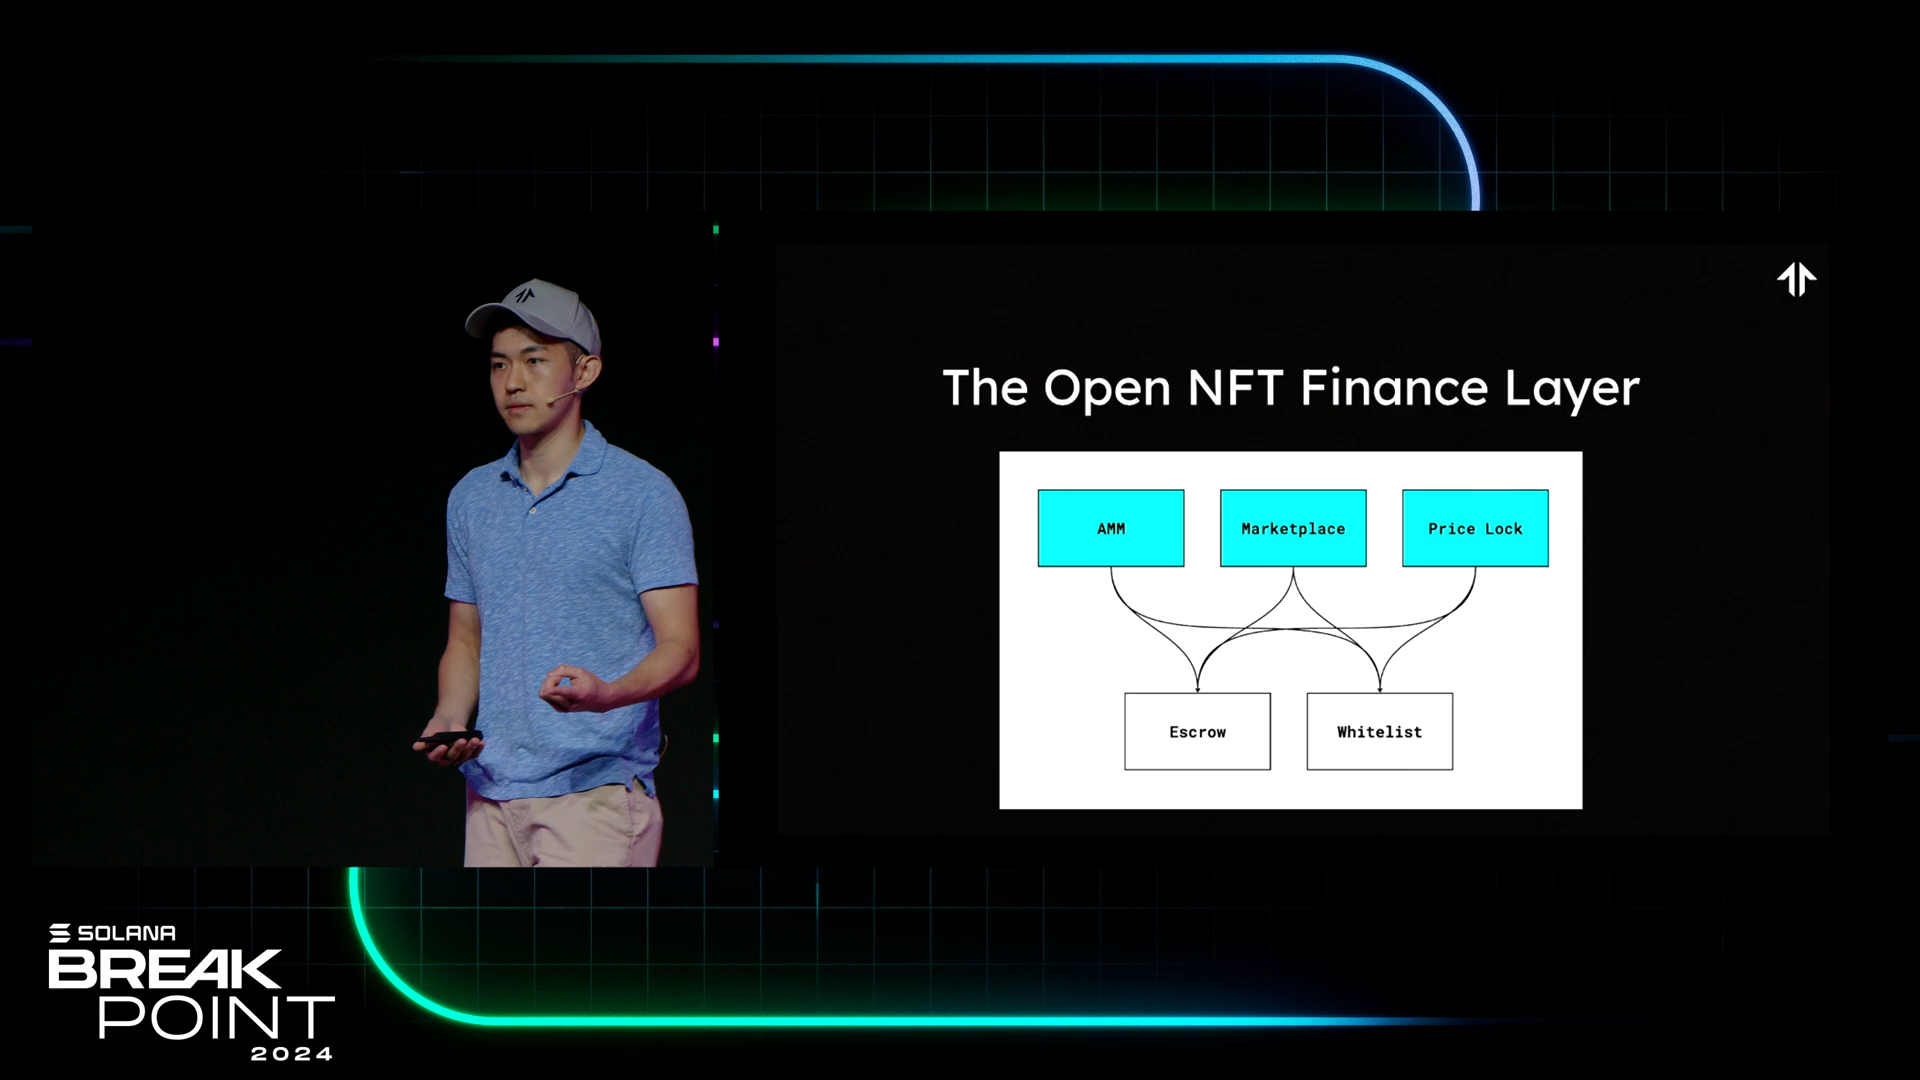 The Open NFT Finance Layer
AMM
Marketplace
Price Lock
Escrow
Whitelist
SOLANA
BREAK
POINT
2024